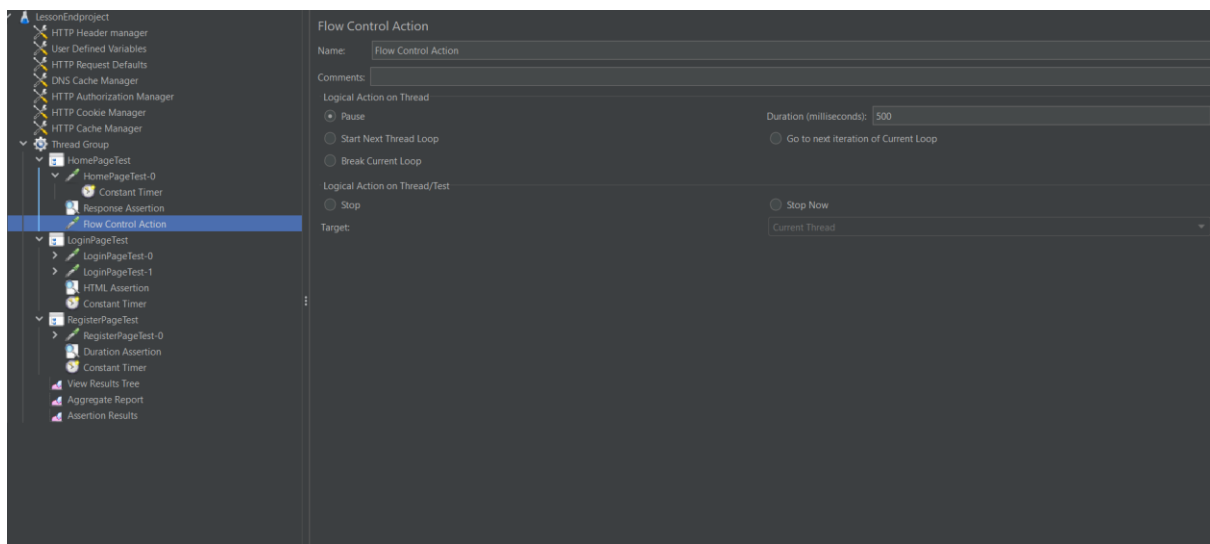 LessonEndproject
HTTP Header manager
User Defined Variables
HTTP Request Defaults
DNS Cache Manager
HTTP Authorization Manager
HTTP Cookie Manager
HTTP Cache Manager
Thread Group
HomePageTest
HomePageTest-0
Constant Timer
Response Assertion
Flow Control Action
LoginPageTest
LoginPageTest-0
LoginPageTest-1
HTML Assertion
Constant Timer
RegisterPageTest
RegisterPageTest-0
Duration Assertion
Constant Timer
View Results Tree
Aggregate Report
Assertion Results
Flow Control Action
Name: Flow Control Action
Comments:
Logical Action on Thread
Pause Duration (milliseconds): 500
Start Next Thread Loop Go to next iteration of Current Loop
Break Current Loop
Logical Action on Thread/Test
Stop Stop Now
Target: Current Thread